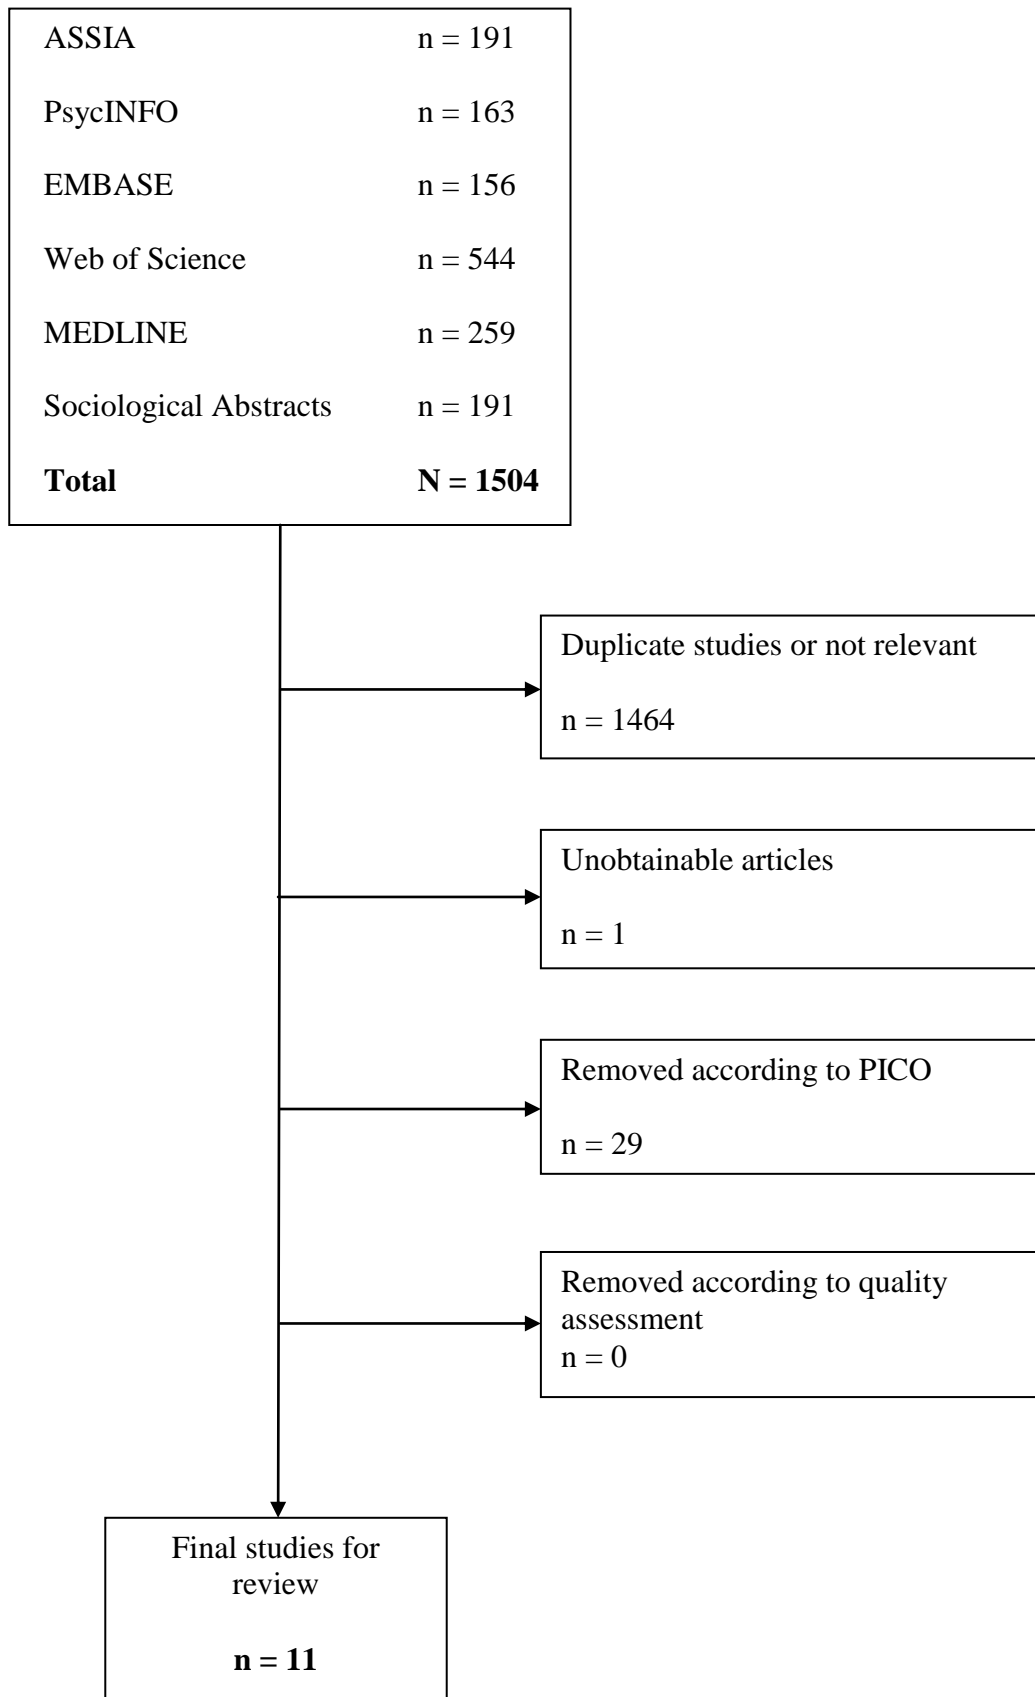 ASSIA n = 191
PsycINFO n = 163
EMBASE n = 156
Web of Science n = 544
MEDLINE n = 259
Sociological Abstracts n = 191
Total N = 1504
Duplicate studies or not relevant
n = 1464
Unobtainable articles
n = 1
Removed according to PICO
n = 29
Removed according to quality
assessment
n = 0
Final studies for
review
n = 11